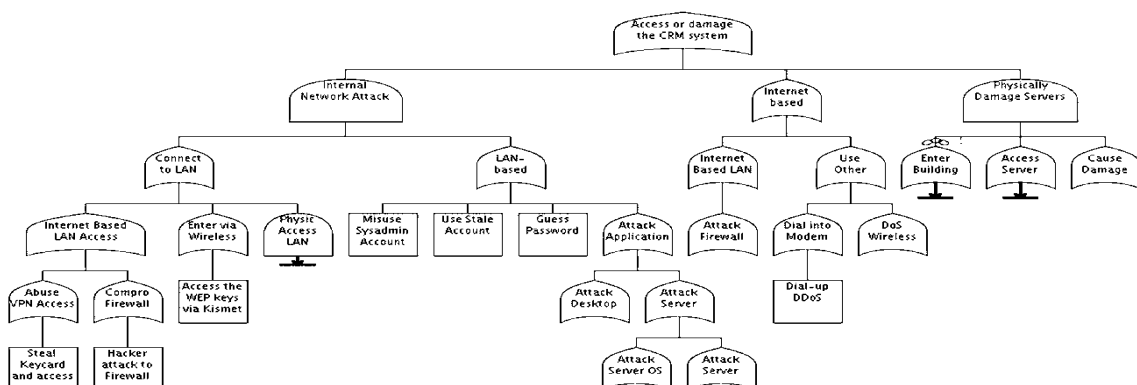 Access or damage
the CRM system
Internal
Network Attack
Internet
based
Physically
Damage Servers
Connect
to LAN
LAN-
based
Internet
Based LAN
Use
Other
Enter
Building
Access
Server
Cause
Damage
Internet Based
LAN Access
Enter via
Wireless
Physic
Access
LAN
Misuse
Sysadmin
Account
Use Stale
Account
Guess
Password
Attack
Application
Attack
Firewall
Dial into
Modem
DoS
Wireless
Abuse
VPN Access
Compro
Firewall
Access the
WEP keys
via Kismet
Attack
Desktop
Attack
Server
Dial-up
DDoS
Steal
Keycard
and access
Hacker
attack to
Firewall
Attack
Server OS
Attack
Server